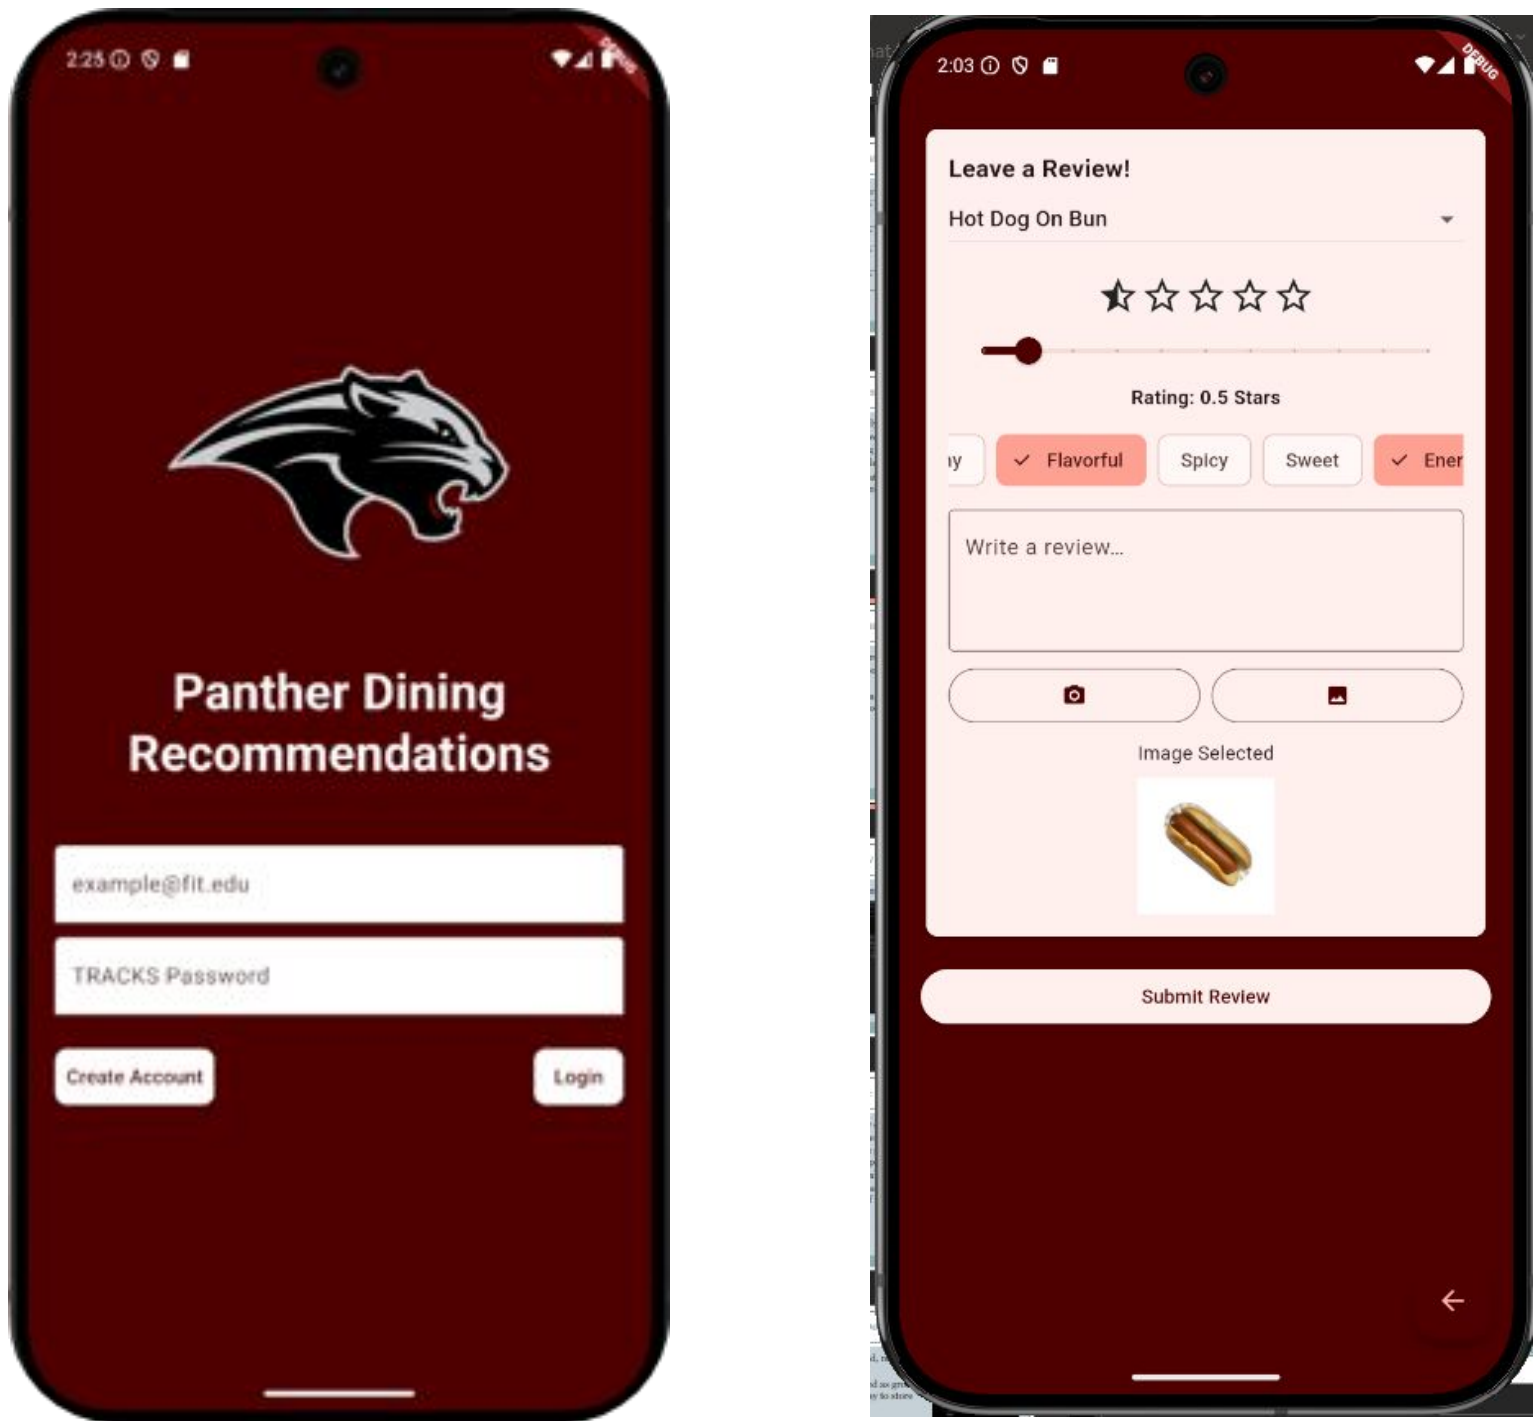 2:25
DEBUG
Panther Dining
Recommendations
example@fit.edu
TRACKS Password
Create Account
Login
2:03
DEBUG
Leave a Review!
Hot Dog On Bun
Rating: 0.5 Stars
Flavorful
Spicy
Sweet
Ener
Write a review...
Image Selected
Submit Review